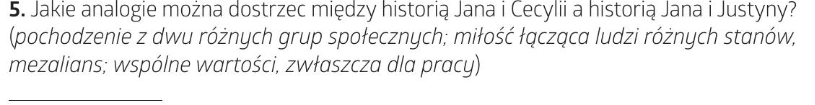 5. Jakie analogie można dostrzec między historią Jana i Cecylii a historią Jana i Justyny?
(pochodzenie z dwu różnych grup społecznych; miłość łącząca ludzi różnych stanów,
mezalians; wspólne wartości, zwłaszcza dla pracy)